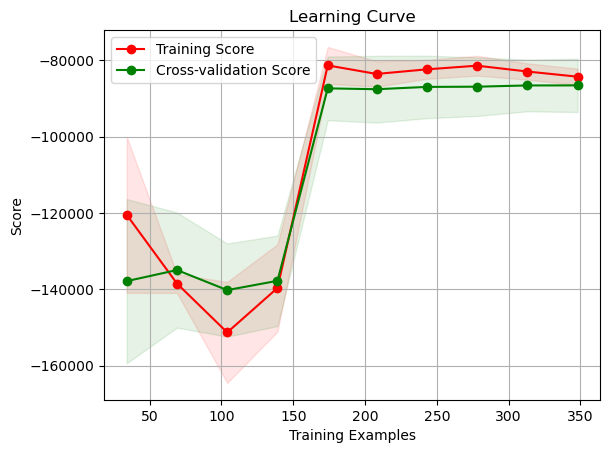 Learning Curve
Training Score
Cross-validation Score
−80000
−100000
−120000
−140000
−160000
Score
50 100 150 200 250 300 350
Training Examples